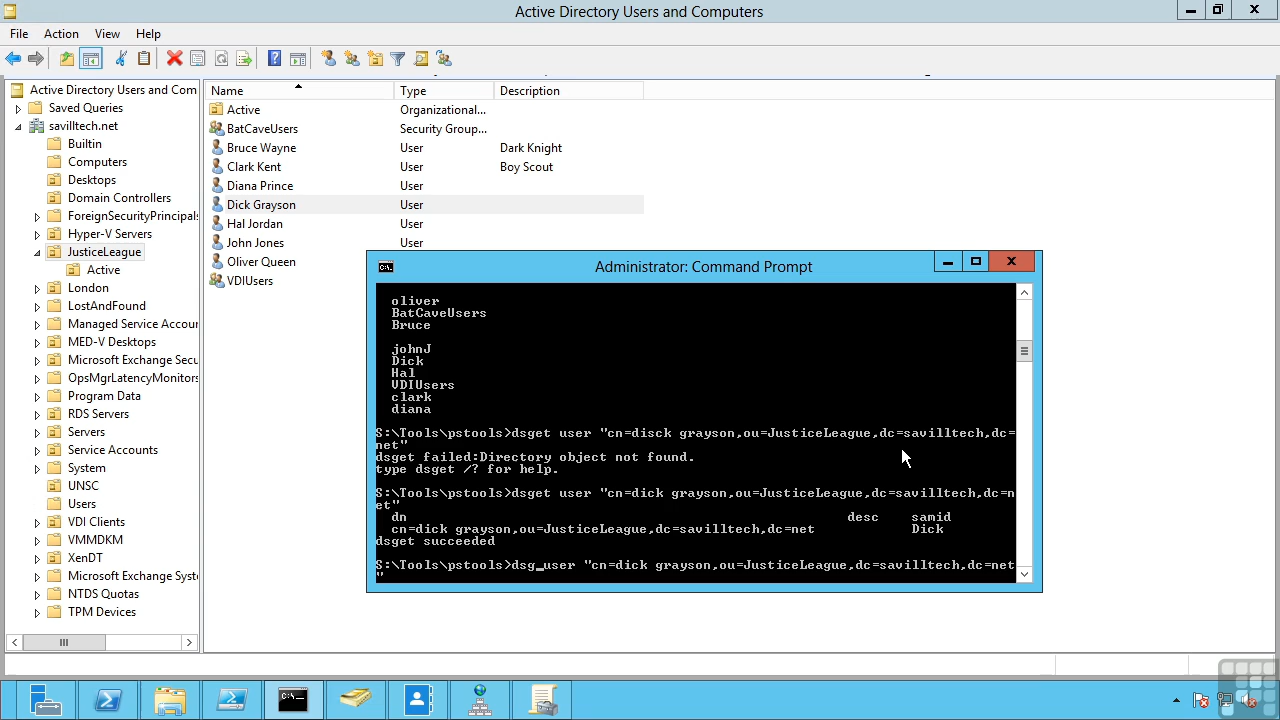 Active Directory Users and Computers
File Action View Help
Active Directory Users and Com
Saved Queries
savilltech.net
Builtin
Computers
Desktops
Domain Controllers
ForeignSecurityPrincipals
Hyper-V Servers
JusticeLeague
Active
London
LostAndFound
Managed Service Accour
MED-V Desktops
Microsoft Exchange Secu
OpsMgrLatencyMonitors
Program Data
RDS Servers
Servers
Service Accounts
System
UNSC
Users
VDI Clients
VMMDKM
XenDT
Microsoft Exchange Syste
NTDS Quotas
TPM Devices
Name Type Description
Active Organizational...
BatCaveUsers Security Group...
Bruce Wayne User Dark Knight
Clark Kent User Boy Scout
Diana Prince User
Dick Grayson User
Hal Jordan User
John Jones User
Oliver Queen
VDIUsers
Administrator: Command Prompt
oliver
BatCaveUsers
Bruce
johnJ
Dick
Hal
VDIUsers
clark
diana
S:\Tools\pstools>dsget user "cn=disck grayson,ou=JusticeLeague,dc=savilltech,dc=
net"
dsget failed:Directory object not found.
type dsget /? for help.
S:\Tools\pstools>dsget user "cn=dick grayson,ou=JusticeLeague,dc=savilltech,dc=n
et"
dn desc samid
cn=dick grayson,ou=JusticeLeague,dc=savilltech,dc=net Dick
dsget succeeded
S:\Tools\pstools>dsg_user "cn=dick grayson,ou=JusticeLeague,dc=savilltech,dc=net
"